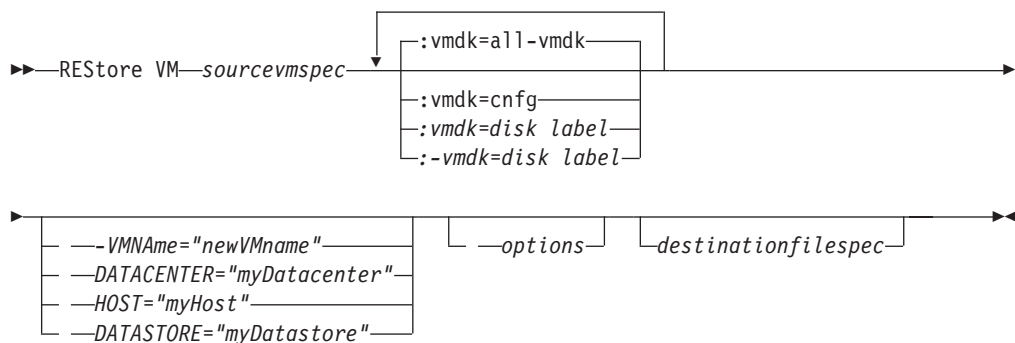 :vmdk=all-vmdk
REStore VM sourcevmspec
:vmdk=cnfg
:vmdk=disk label
:-vmdk=disk label
-VMNAme="newVMname" options destinationfilespec
DATACENTER="myDatacenter"
HOST="myHost"
DATASTORE="myDatastore"